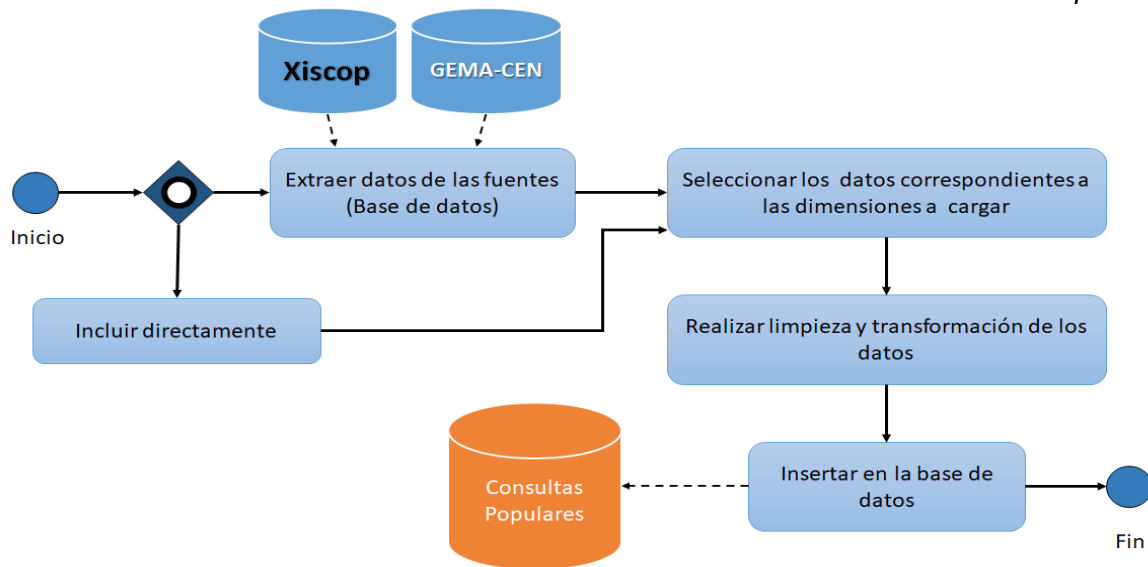 Xiscop
GEMA-CEN
Inicio
Extraer datos de las fuentes
(Base de datos)
Seleccionar los datos correspondientes a
las dimensiones a cargar
Incluir directamente
Realizar limpieza y transformación de los
datos
Consultas
Populares
Insertar en la base de
datos
Fin